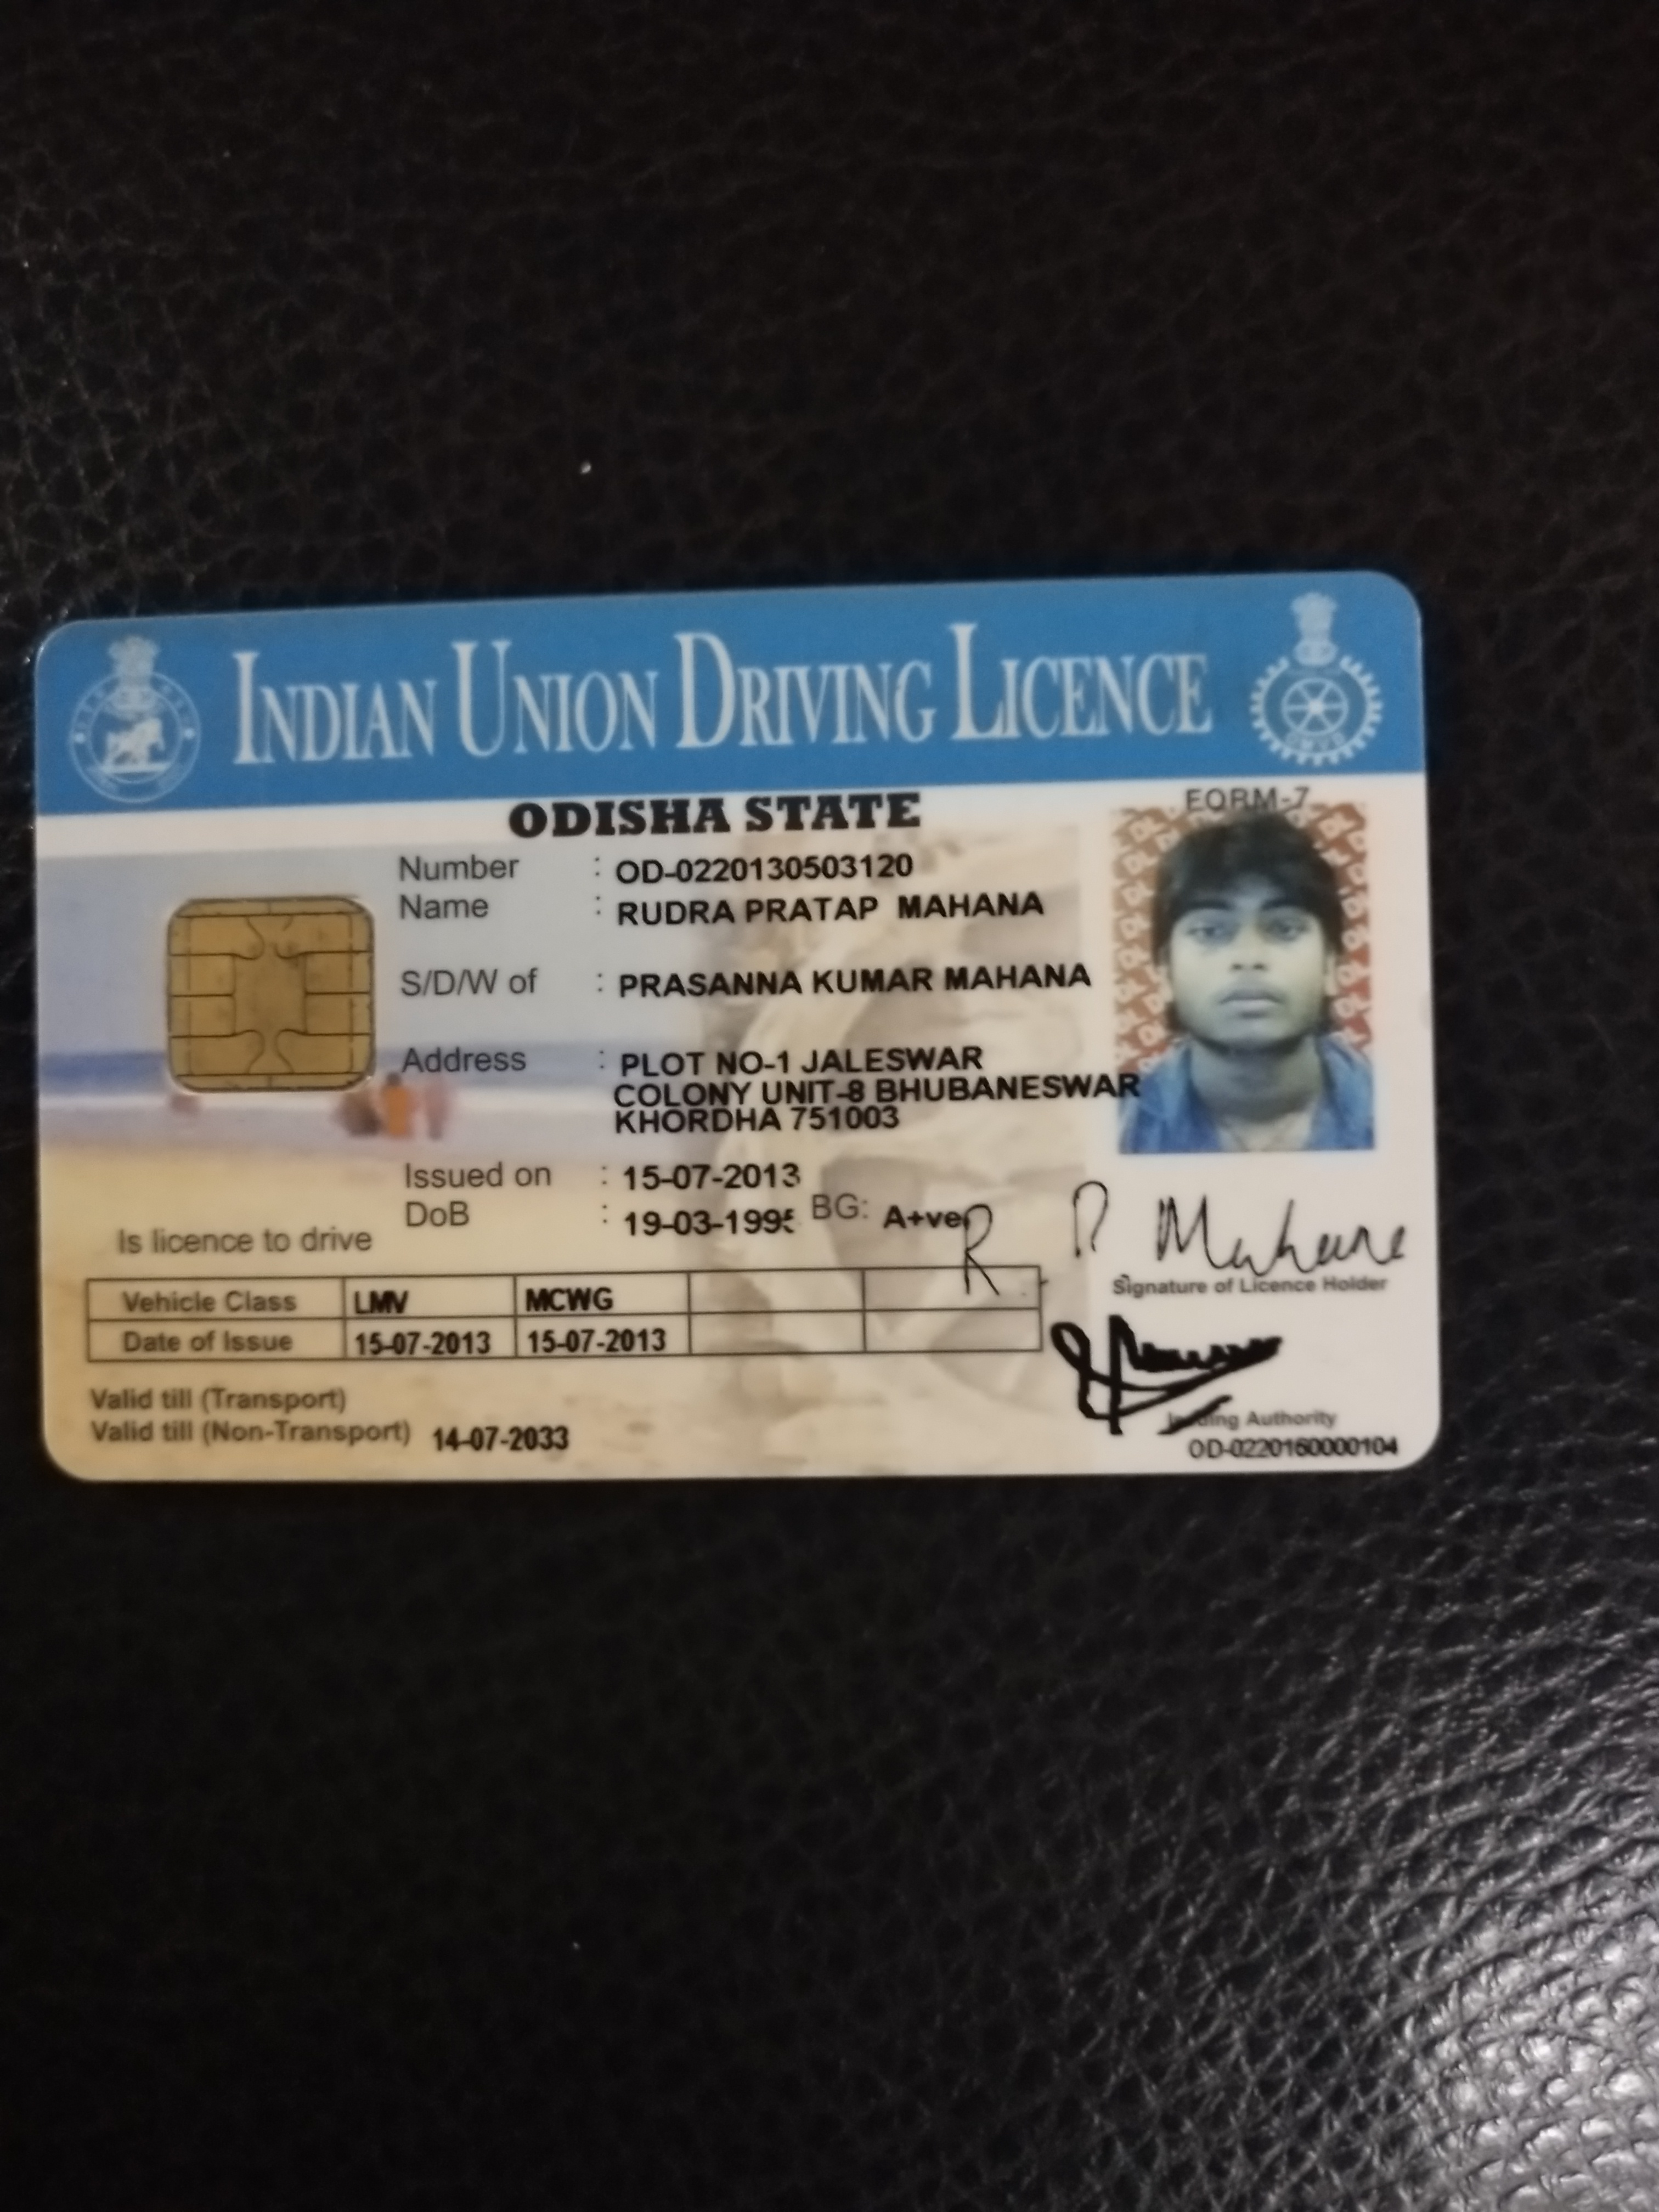 INDIAN UNION DRIVING LICENCE
ODISHA STATE
FORM-7
Number : OD-0220130503120
Name : RUDRA PRATAP MAHANA
S/D/W of : PRASANNA KUMAR MAHANA
Address : PLOT NO-1 JALESWAR
COLONY UNIT-8 BHUBANESWAR
KHORDHA 751003
Issued on : 15-07-2013
DoB : 19-03-1995 BG: A+ve
R P Mahana
Signature of Licence Holder
Is licence to drive
Vehicle Class LMV MCWG
Date of Issue 15-07-2013 15-07-2013
Valid till (Transport)
Valid till (Non-Transport) 14-07-2033
Issuing Authority
OD-0220160000104